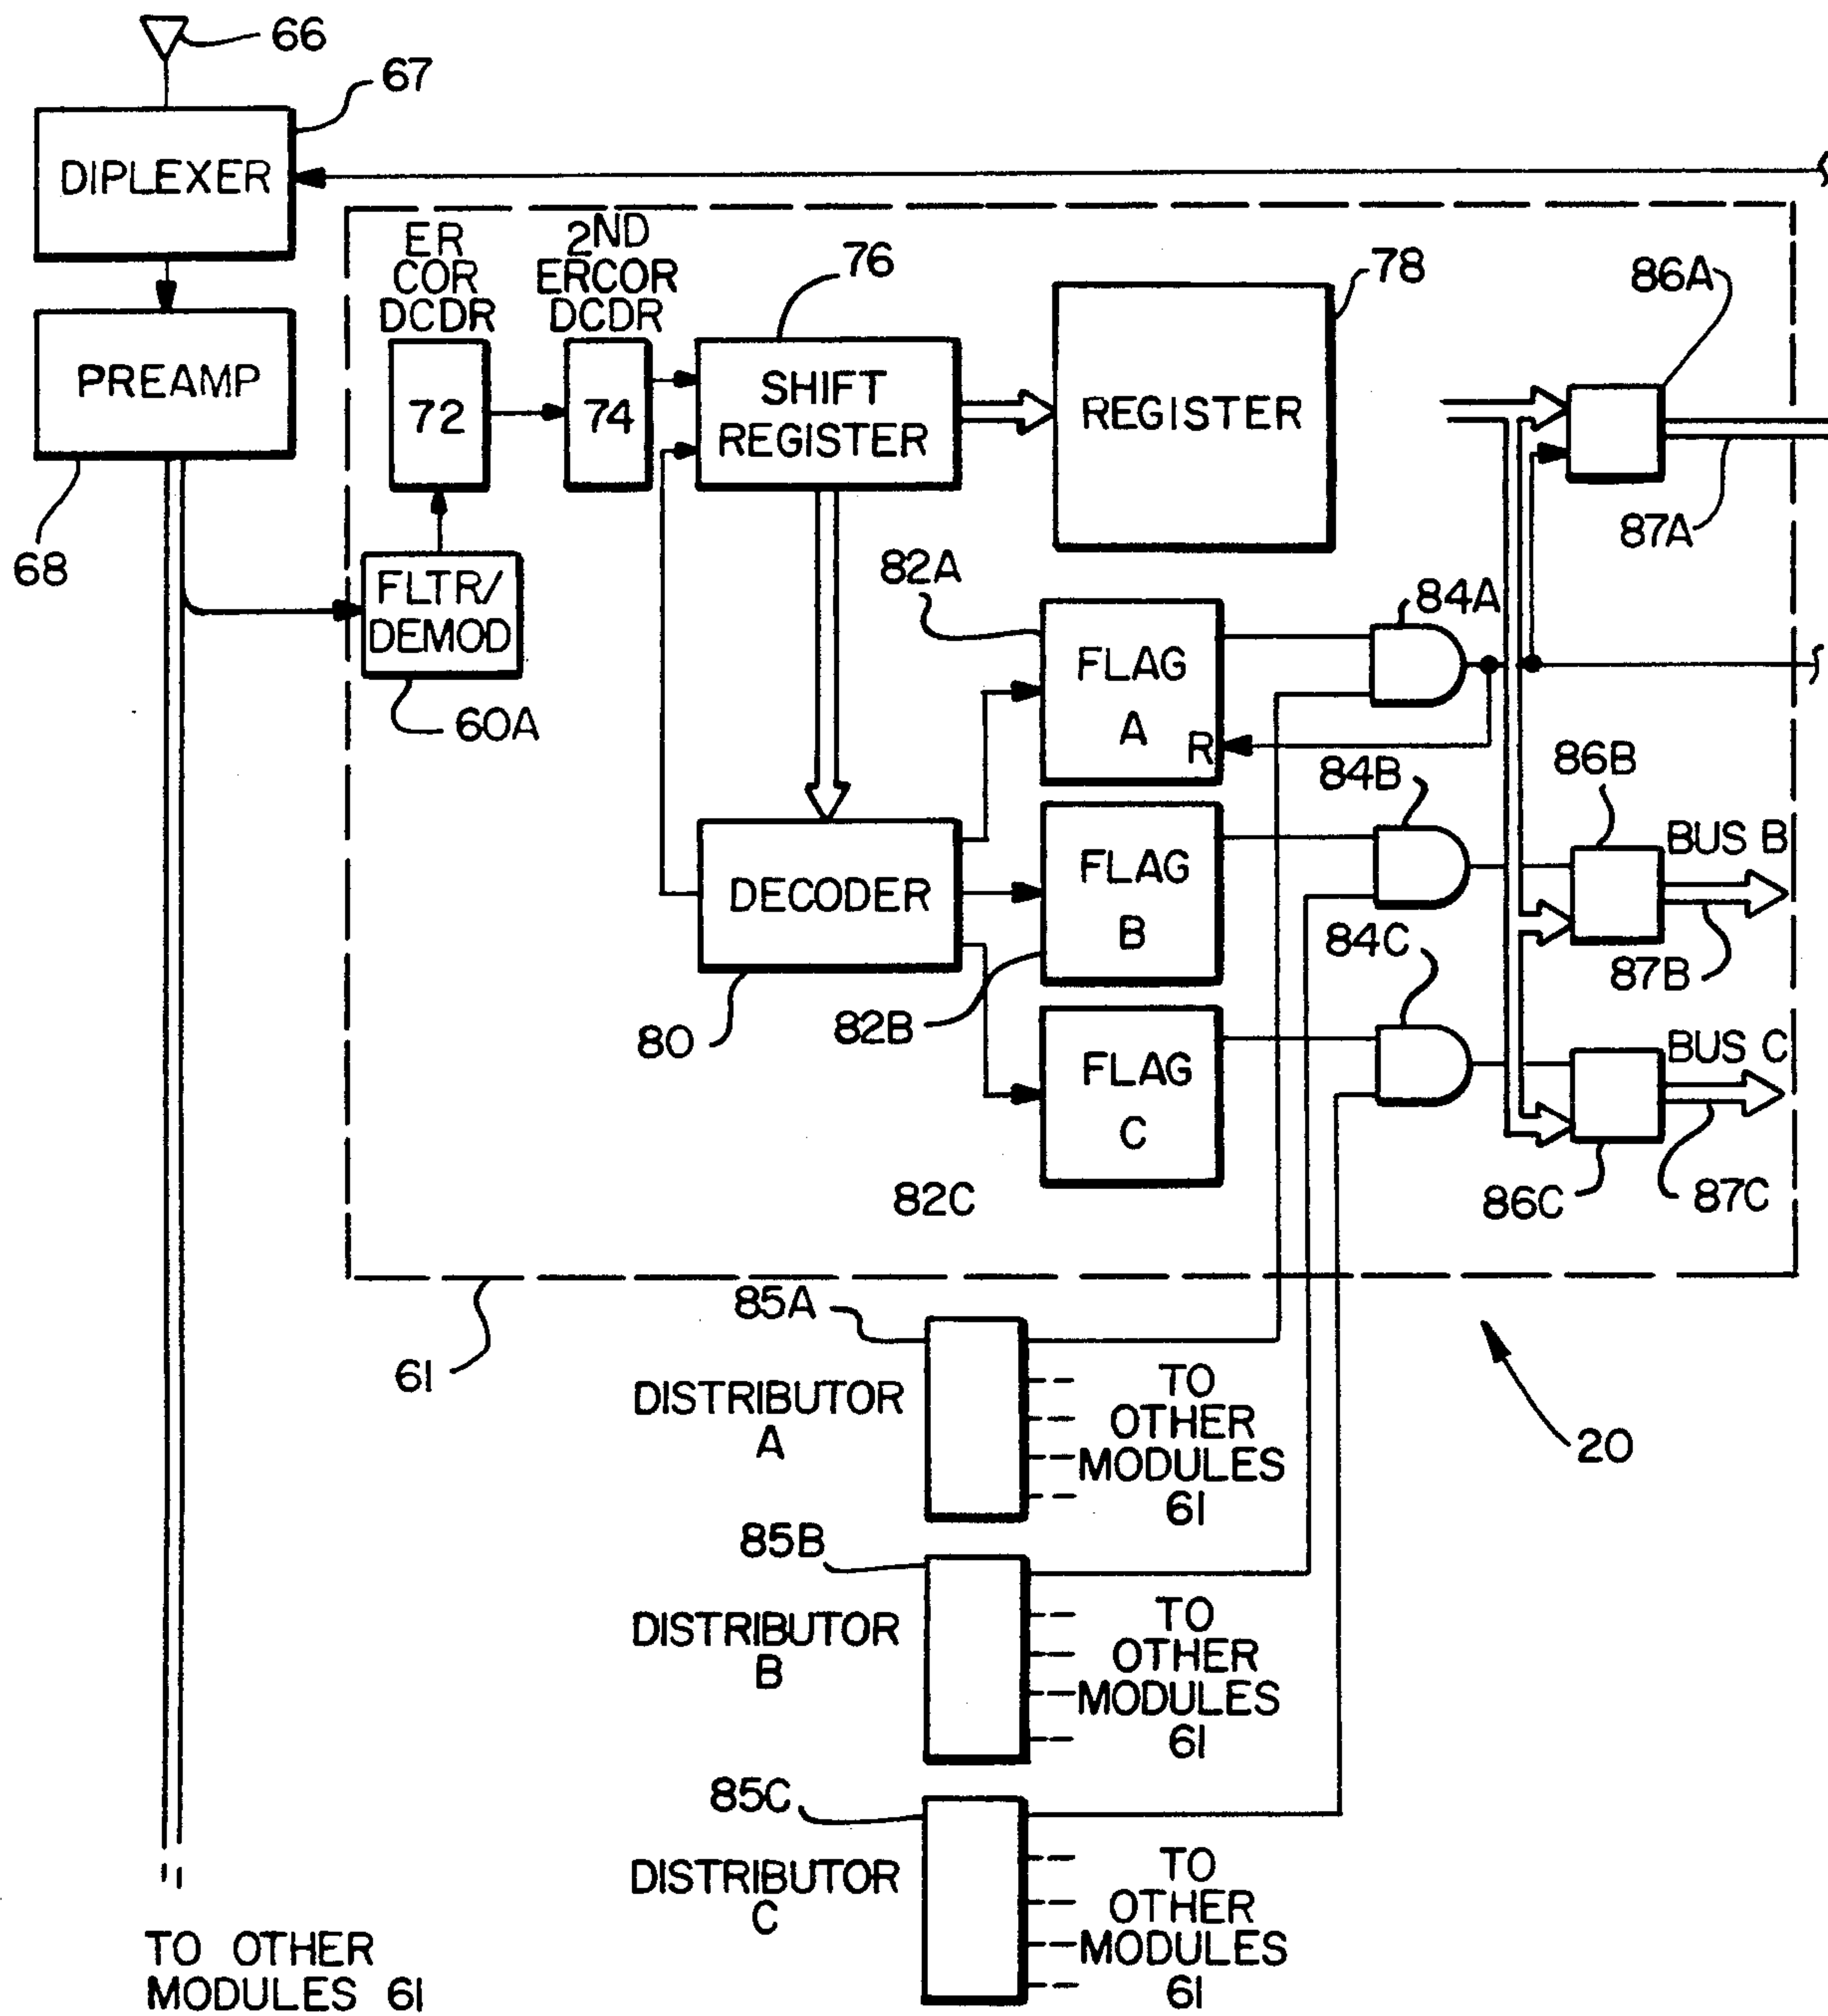 66
67
DIPLEXER
ER
COR
DCDR
2ND
ERCOR
DCDR
76
78
86A
PREAMP
72
74
SHIFT
REGISTER
REGISTER
87A
68
FLTR/
DEMOD
60A
82A
84A
FLAG
A
R
84B
86B
BUS B
DECODER
FLAG
B
84C
87B
80
82B
BUS C
FLAG
C
82C
86C
87C
61
85A
DISTRIBUTOR
A
TO
OTHER
MODULES
61
20
85B
DISTRIBUTOR
B
TO
OTHER
MODULES
61
85C
DISTRIBUTOR
C
TO
OTHER
MODULES
61
TO OTHER
MODULES 61